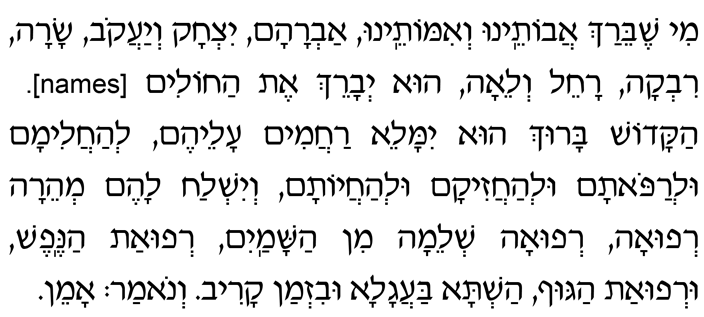 מִי שֶׁבֵּרַךְ אֲבוֹתֵֽינוּ וְאִמּוֹתֵֽינוּ, אַבְרָהָם, יִצְחָק וְיַעֲקֹב, שָׂרָה,
רִבְקָה, רָחֵל וְלֵאָה, הוּא יְבָרֵךְ אֶת הַחוֹלִים [names].
הַקָּדוֹשׁ בָּרוּךְ הוּא יִמָּלֵא רַחֲמִים עָלֵיהֶם, לְהַחֲלִימָם
וּלְרַפֹּאתָם וּלְהַחֲזִיקָם וּלְהַחֲיוֹתָם, וְיִשְׁלַח לָהֶם מְהֵרָה
רְפוּאָה, רְפוּאָה שְׁלֵמָה מִן הַשָּׁמַֽיִם, רְפוּאַת הַנֶּֽפֶשׁ,
וּרְפוּאַת הַגּוּף, הַשְׁתָּא בַּעֲגָלָא וּבִזְמַן קָרִיב. וְנֹאמַר: אָמֵן.